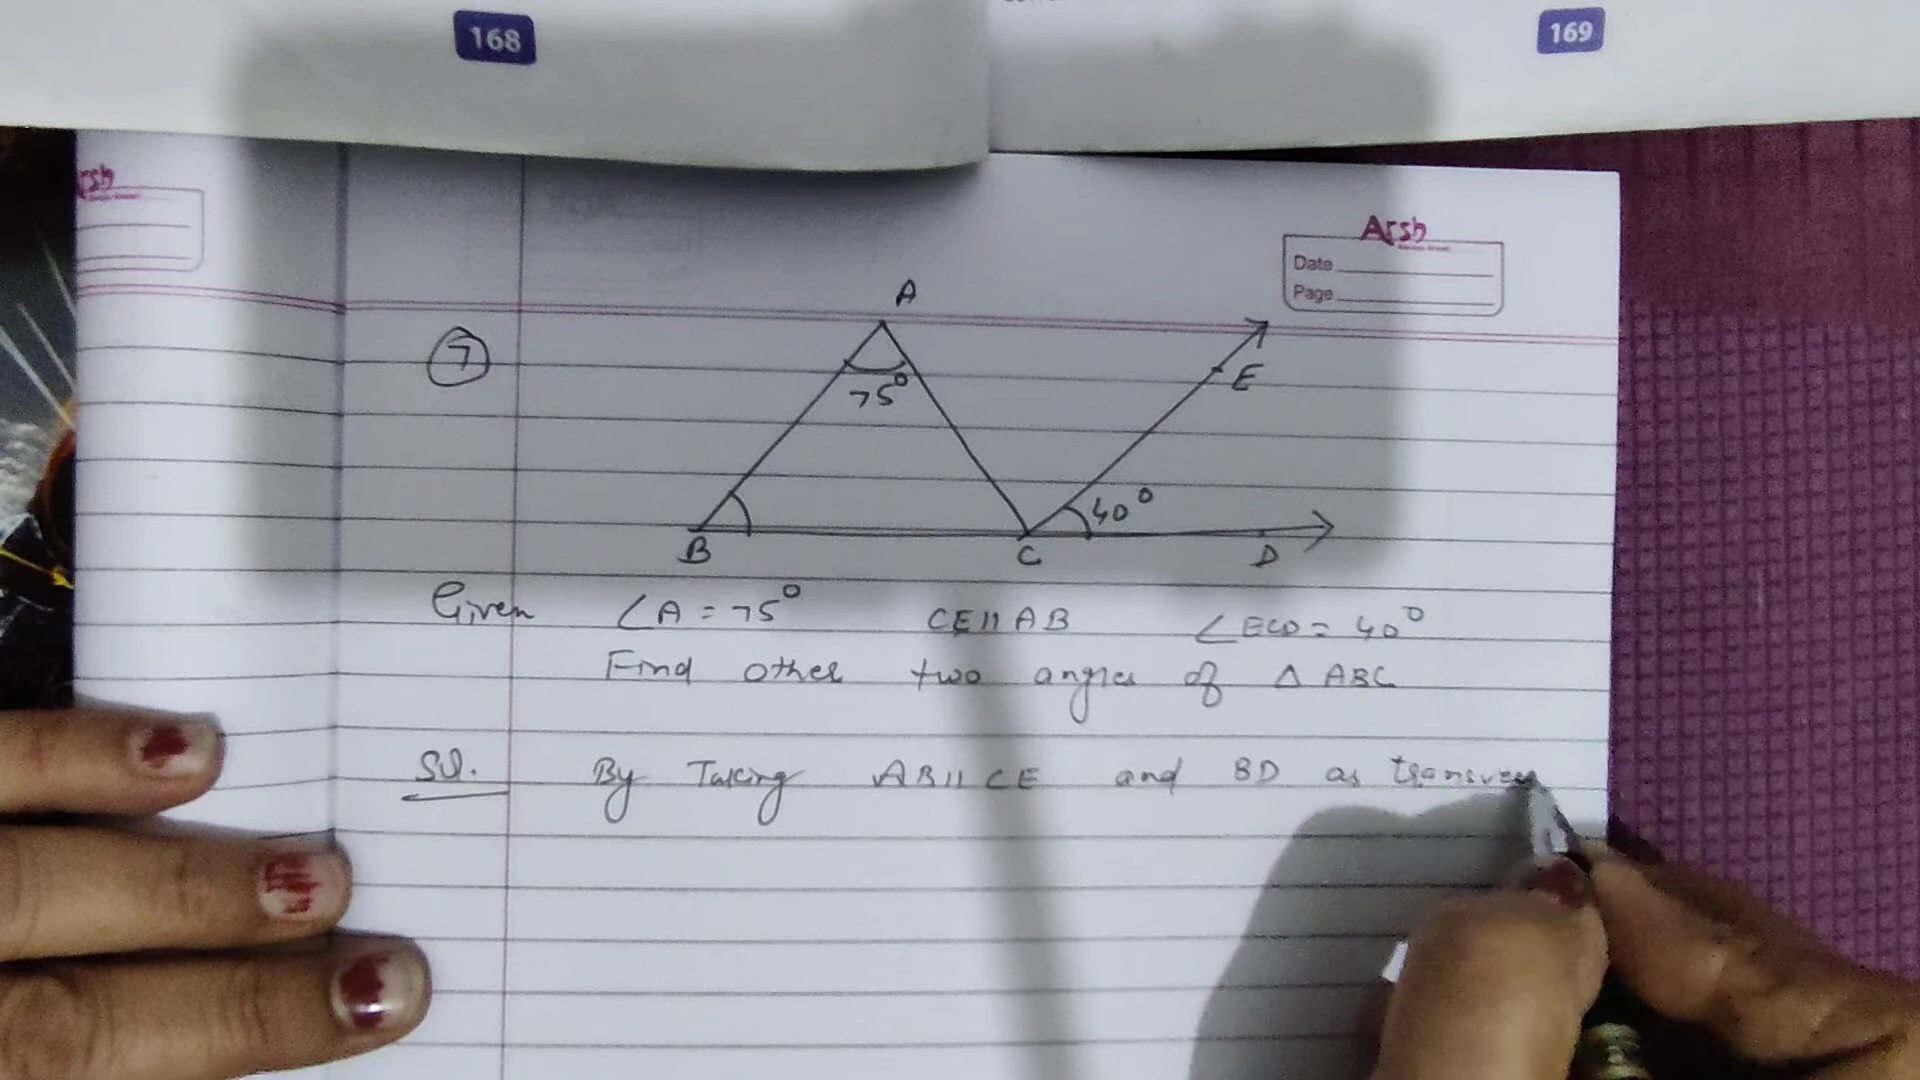 168
169
Arsh
Date
Page
7
A
75°
E
40°
B C D
Given ∠A = 75° CE || AB ∠ECD = 40°
Find other two angles of △ ABC
Sol. By Taking AB || CE and BD as